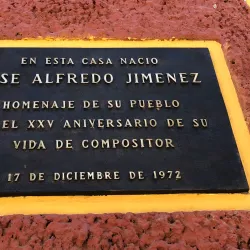 EN ESTA CASA NACIO
SE ALFREDO JIMENEZ
HOMENAJE DE SU PUEBLO
EL XXV ANIVERSARIO DE SU
VIDA DE COMPOSITOR
17 DE DICIEMBRE DE 1972